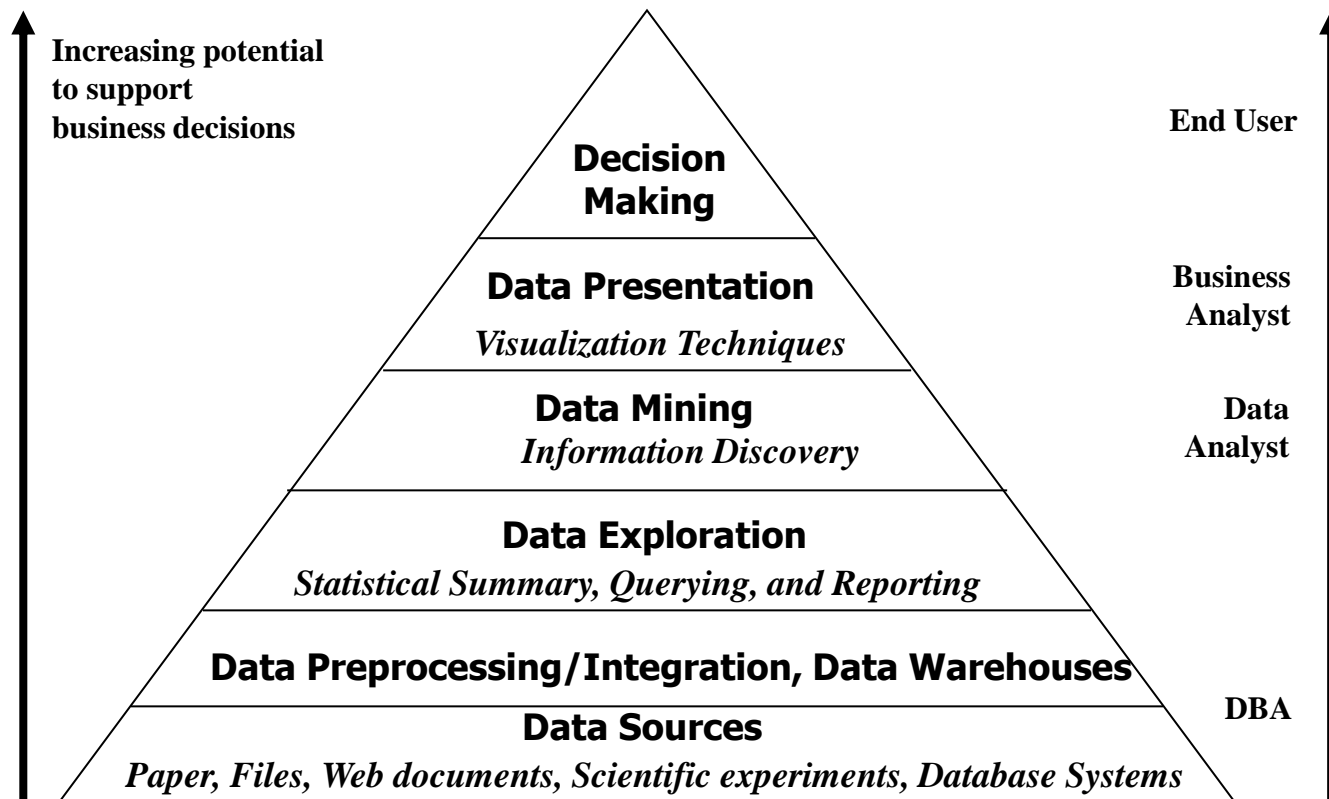 Increasing potential
to support
business decisions
End User
Decision
Making
Data Presentation
Visualization Techniques
Business
Analyst
Data Mining
Information Discovery
Data
Analyst
Data Exploration
Statistical Summary, Querying, and Reporting
Data Preprocessing/Integration, Data Warehouses
DBA
Data Sources
Paper, Files, Web documents, Scientific experiments, Database Systems